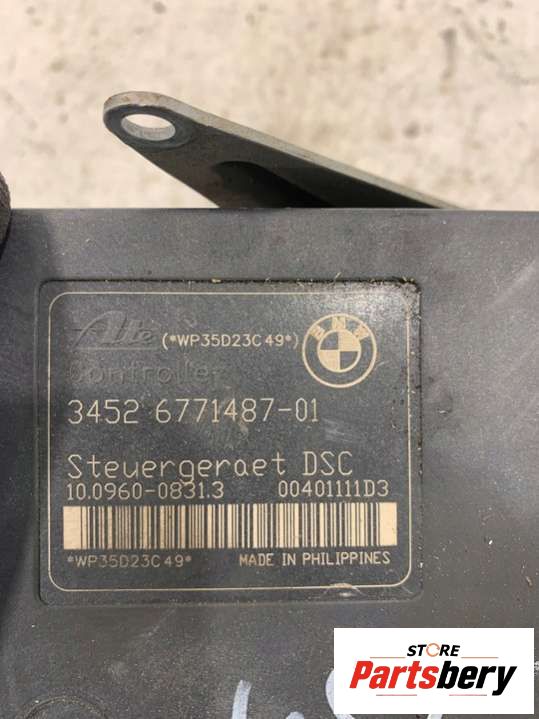 Ate (*WP35D23C49*) BMW
Controller
3452 6771487-01
Steuergeraet DSC
10.0960-0831.3 00401111D3
*WP35D23C49* MADE IN PHILIPPINES
STORE
Partsbery